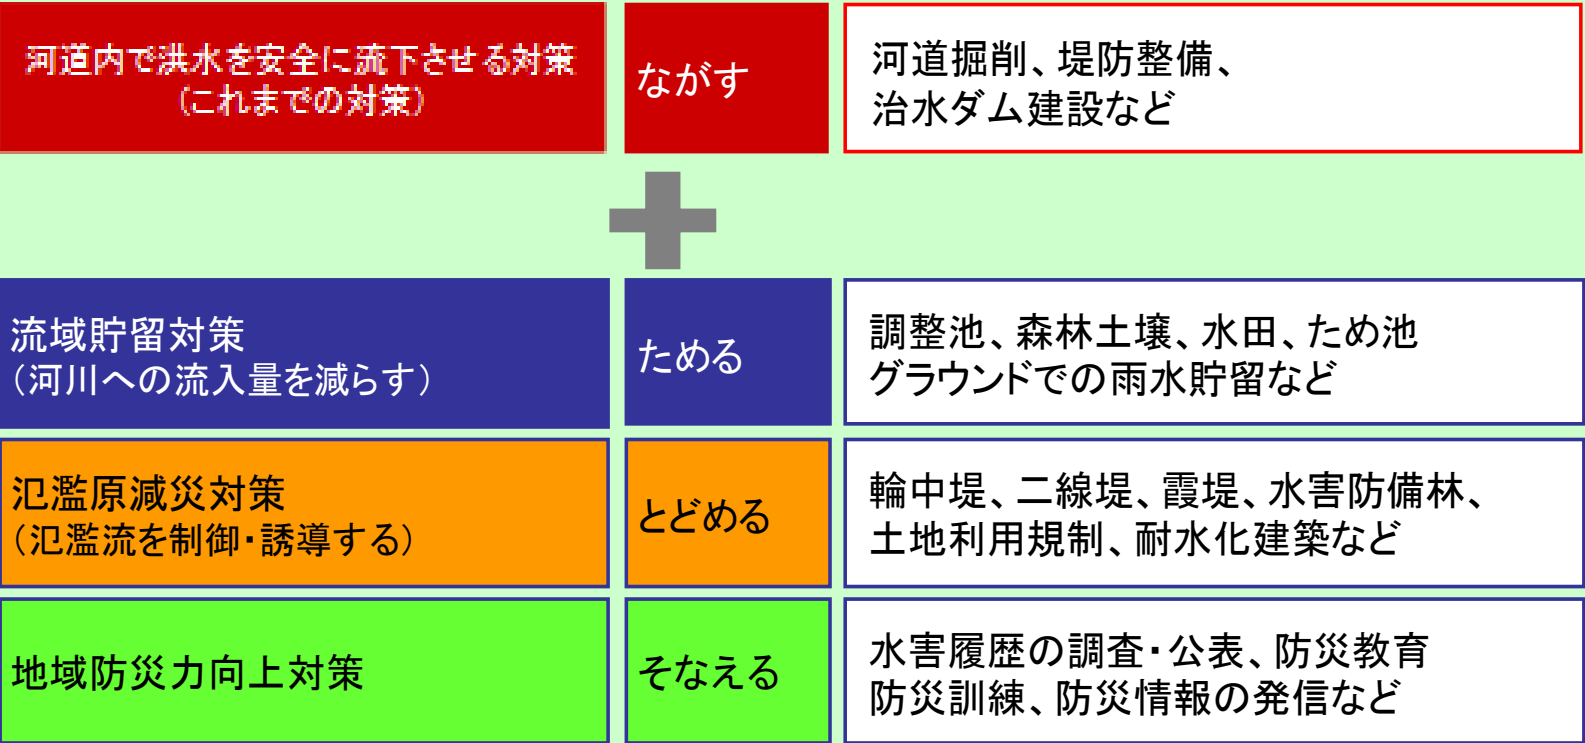 河道内で洪水を安全に流下させる対策
(これまでの対策)
ながす
河道掘削、堤防整備、
治水ダム建設など
流域貯留対策
(河川への流入量を減らす)
ためる
調整池、森林土壌、水田、ため池
グラウンドでの雨水貯留など
氾濫原減災対策
(氾濫流を制御・誘導する)
とどめる
輪中堤、二線堤、霞堤、水害防備林、
土地利用規制、耐水化建築など
地域防災力向上対策
そなえる
水害履歴の調査・公表、防災教育
防災訓練、防災情報の発信など